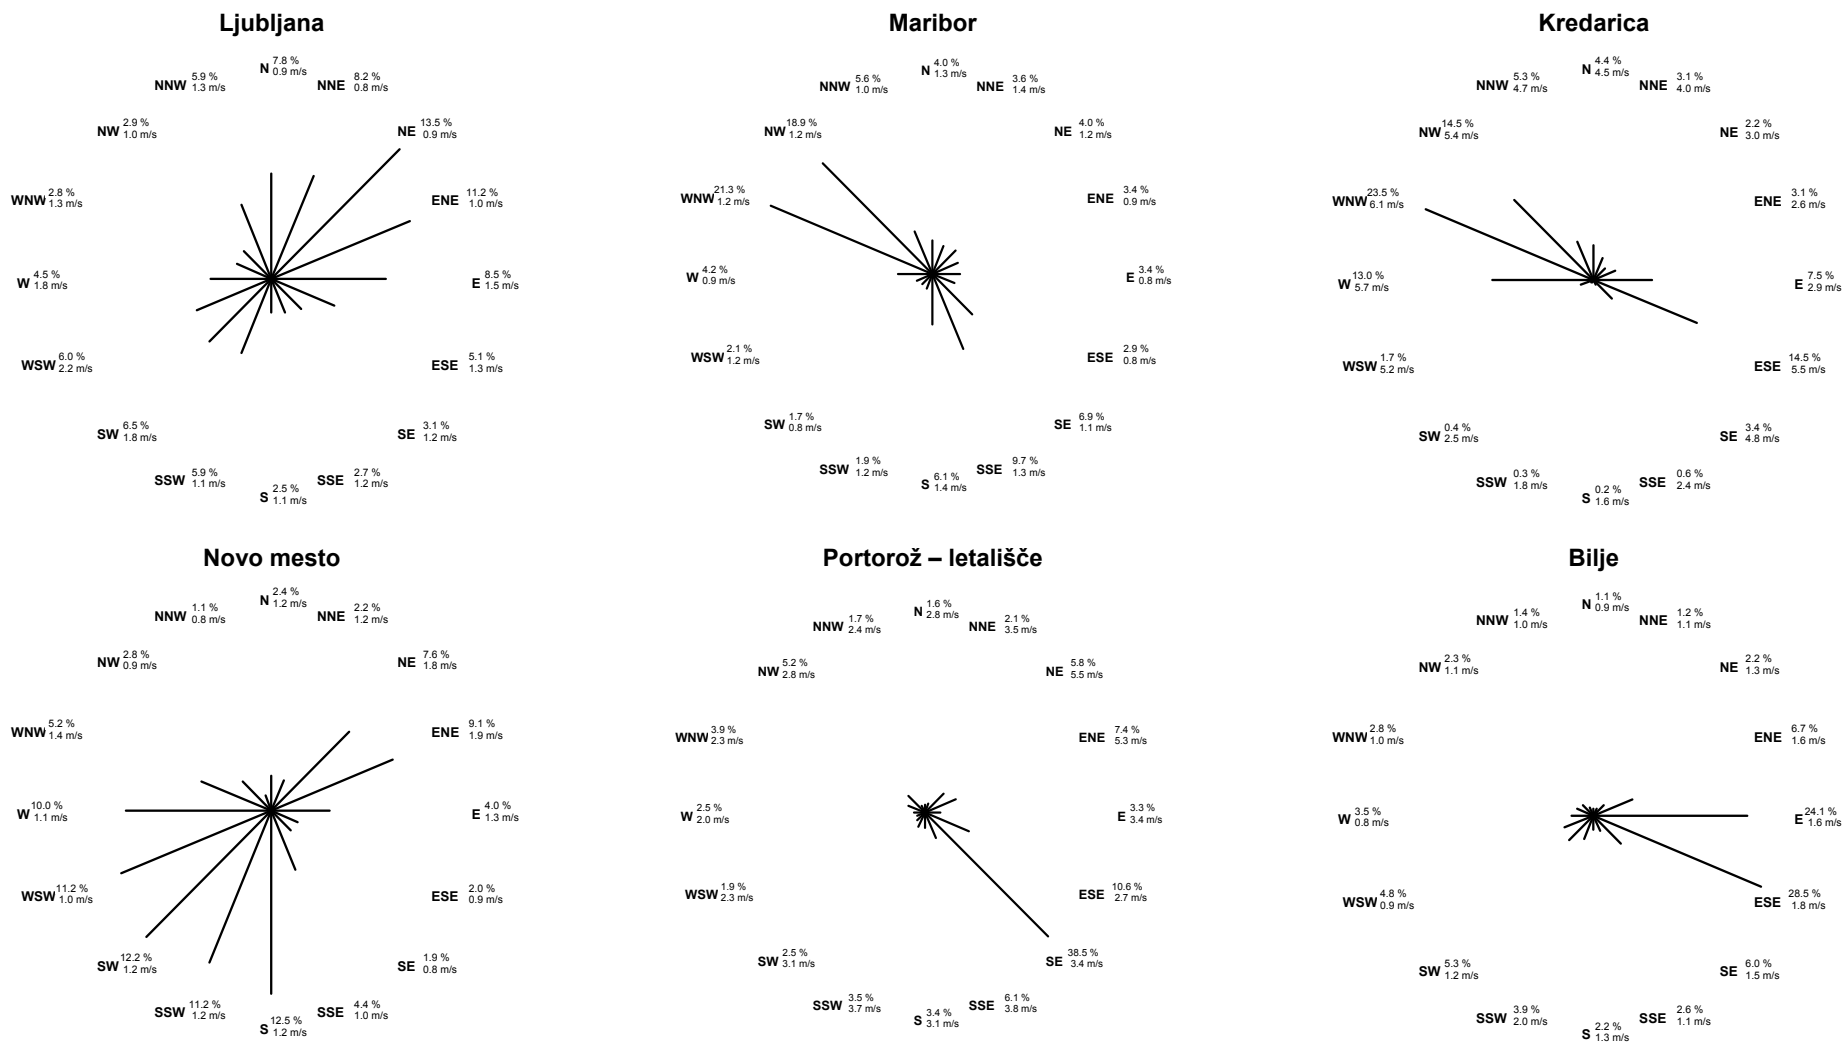 Ljubljana
N 7.8 %
0.9 m/s
NNE 8.2 %
0.8 m/s
NE 13.5 %
0.9 m/s
ENE 11.2 %
1.0 m/s
E 8.5 %
1.5 m/s
ESE 5.1 %
1.3 m/s
SE 3.1 %
1.2 m/s
SSE 2.7 %
1.2 m/s
S 2.5 %
1.1 m/s
SSW 5.9 %
1.1 m/s
SW 6.5 %
1.8 m/s
WSW 6.0 %
2.2 m/s
W 4.5 %
1.8 m/s
WNW 2.8 %
1.3 m/s
NW 2.9 %
1.0 m/s
NNW 5.9 %
1.3 m/s
Maribor
N 4.0 %
1.3 m/s
NNE 3.6 %
1.4 m/s
NE 4.0 %
1.2 m/s
ENE 3.4 %
0.9 m/s
E 3.4 %
0.8 m/s
ESE 2.9 %
0.8 m/s
SE 6.9 %
1.1 m/s
SSE 9.7 %
1.3 m/s
S 6.1 %
1.4 m/s
SSW 1.9 %
1.2 m/s
SW 1.7 %
0.8 m/s
WSW 2.1 %
1.2 m/s
W 4.2 %
0.9 m/s
WNW 21.3 %
1.2 m/s
NW 18.9 %
1.2 m/s
NNW 5.6 %
1.0 m/s
Kredarica
N 4.4 %
4.5 m/s
NNE 3.1 %
4.0 m/s
NE 2.2 %
3.0 m/s
ENE 3.1 %
2.6 m/s
E 7.5 %
2.9 m/s
ESE 14.5 %
5.5 m/s
SE 3.4 %
4.8 m/s
SSE 0.6 %
2.4 m/s
S 0.2 %
1.6 m/s
SSW 0.3 %
1.8 m/s
SW 0.4 %
2.5 m/s
WSW 1.7 %
5.2 m/s
W 13.0 %
5.7 m/s
WNW 23.5 %
6.1 m/s
NW 14.5 %
5.4 m/s
NNW 5.3 %
4.7 m/s
Novo mesto
N 2.4 %
1.2 m/s
NNE 2.2 %
1.2 m/s
NE 7.6 %
1.8 m/s
ENE 9.1 %
1.9 m/s
E 4.0 %
1.3 m/s
ESE 2.0 %
0.9 m/s
SE 1.9 %
0.8 m/s
SSE 4.4 %
1.0 m/s
S 12.5 %
1.2 m/s
SSW 11.2 %
1.2 m/s
SW 12.2 %
1.2 m/s
WSW 11.2 %
1.0 m/s
W 10.0 %
1.1 m/s
WNW 5.2 %
1.4 m/s
NW 2.8 %
0.9 m/s
NNW 1.1 %
0.8 m/s
Portorož – letališče
N 1.6 %
2.8 m/s
NNE 2.1 %
3.5 m/s
NE 5.8 %
5.5 m/s
ENE 7.4 %
5.3 m/s
E 3.3 %
3.4 m/s
ESE 10.6 %
2.7 m/s
SE 38.5 %
3.4 m/s
SSE 6.1 %
3.8 m/s
S 3.4 %
3.1 m/s
SSW 3.5 %
3.7 m/s
SW 2.5 %
3.1 m/s
WSW 1.9 %
2.3 m/s
W 2.5 %
2.0 m/s
WNW 3.9 %
2.3 m/s
NW 5.2 %
2.8 m/s
NNW 1.7 %
2.4 m/s
Bilje
N 1.1 %
0.9 m/s
NNE 1.2 %
1.1 m/s
NE 2.2 %
1.3 m/s
ENE 6.7 %
1.6 m/s
E 24.1 %
1.6 m/s
ESE 28.5 %
1.8 m/s
SE 6.0 %
1.5 m/s
SSE 2.6 %
1.1 m/s
S 2.2 %
1.3 m/s
SSW 3.9 %
2.0 m/s
SW 5.3 %
1.2 m/s
WSW 4.8 %
0.9 m/s
W 3.5 %
0.8 m/s
WNW 2.8 %
1.0 m/s
NW 2.3 %
1.1 m/s
NNW 1.4 %
1.0 m/s